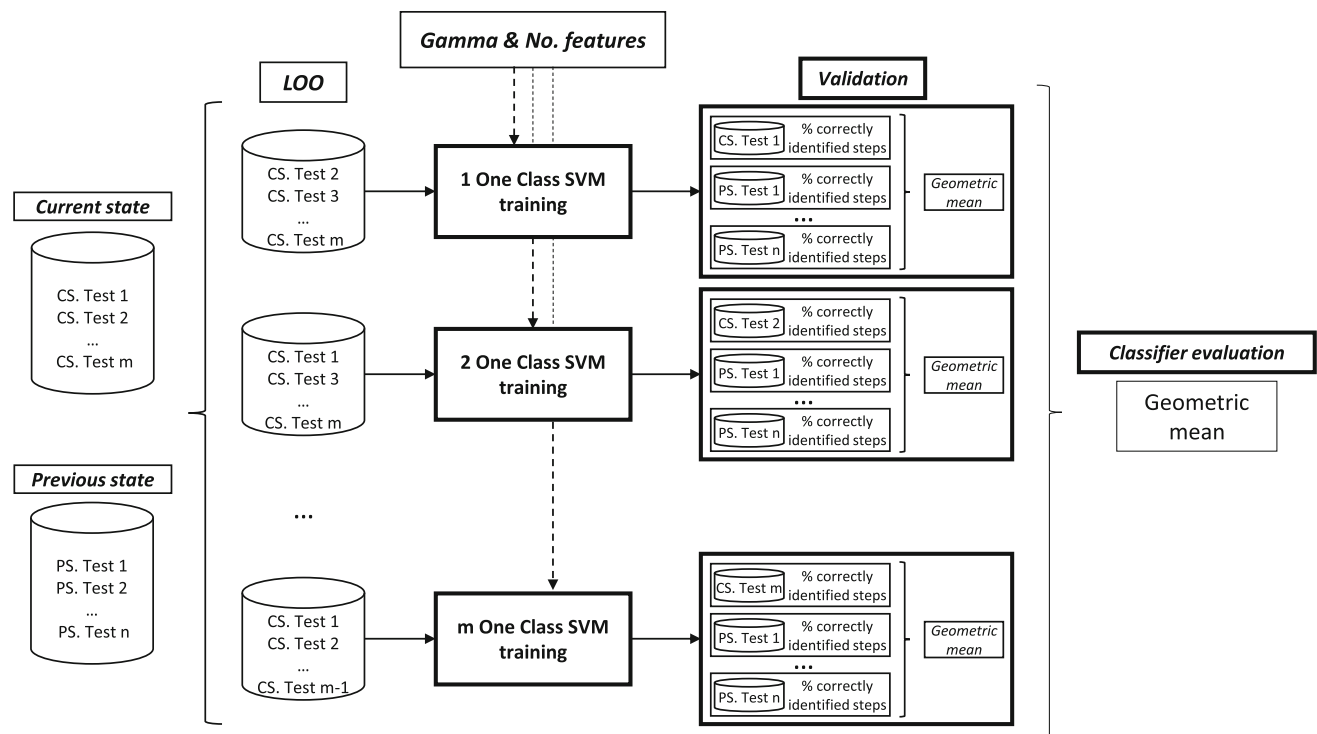 Gamma & No. features
LOO
Validation
Current state
CS. Test 1
CS. Test 2
...
CS. Test m
Previous state
PS. Test 1
PS. Test 2
...
PS. Test n
CS. Test 2
CS. Test 3
...
CS. Test m
1 One Class SVM
training
CS. Test 1
% correctly
identified steps
PS. Test 1
% correctly
identified steps
...
PS. Test n
% correctly
identified steps
Geometric
mean
CS. Test 1
CS. Test 3
...
CS. Test m
2 One Class SVM
training
CS. Test 2
% correctly
identified steps
PS. Test 1
% correctly
identified steps
...
PS. Test n
% correctly
identified steps
Geometric
mean
...
CS. Test 1
CS. Test 2
...
CS. Test m-1
m One Class SVM
training
CS. Test m
% correctly
identified steps
PS. Test 1
% correctly
identified steps
...
PS. Test n
% correctly
identified steps
Geometric
mean
Classifier evaluation
Geometric
mean